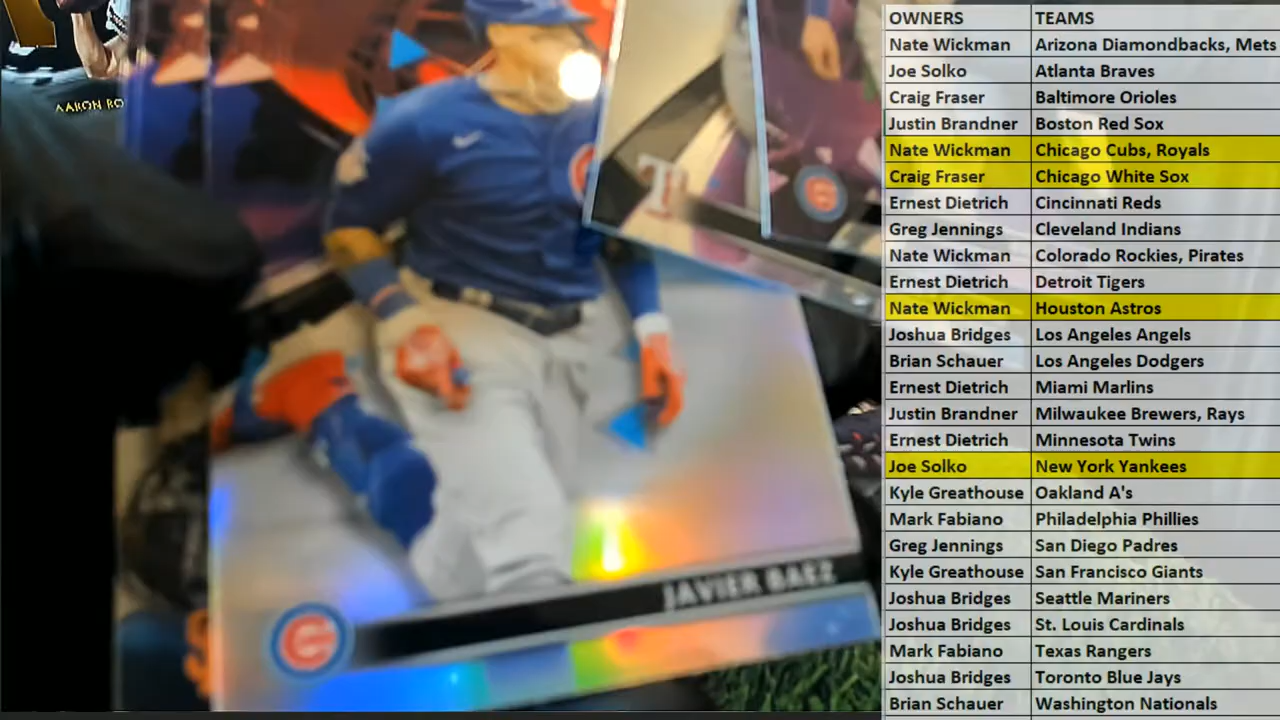 AARON RO
JAVIER BAEZ
OWNERS TEAMS
Nate Wickman Arizona Diamondbacks, Mets
Joe Solko Atlanta Braves
Craig Fraser Baltimore Orioles
Justin Brandner Boston Red Sox
Nate Wickman Chicago Cubs, Royals
Craig Fraser Chicago White Sox
Ernest Dietrich Cincinnati Reds
Greg Jennings Cleveland Indians
Nate Wickman Colorado Rockies, Pirates
Ernest Dietrich Detroit Tigers
Nate Wickman Houston Astros
Joshua Bridges Los Angeles Angels
Brian Schauer Los Angeles Dodgers
Ernest Dietrich Miami Marlins
Justin Brandner Milwaukee Brewers, Rays
Ernest Dietrich Minnesota Twins
Joe Solko New York Yankees
Kyle Greathouse Oakland A's
Mark Fabiano Philadelphia Phillies
Greg Jennings San Diego Padres
Kyle Greathouse San Francisco Giants
Joshua Bridges Seattle Mariners
Joshua Bridges St. Louis Cardinals
Mark Fabiano Texas Rangers
Joshua Bridges Toronto Blue Jays
Brian Schauer Washington Nationals